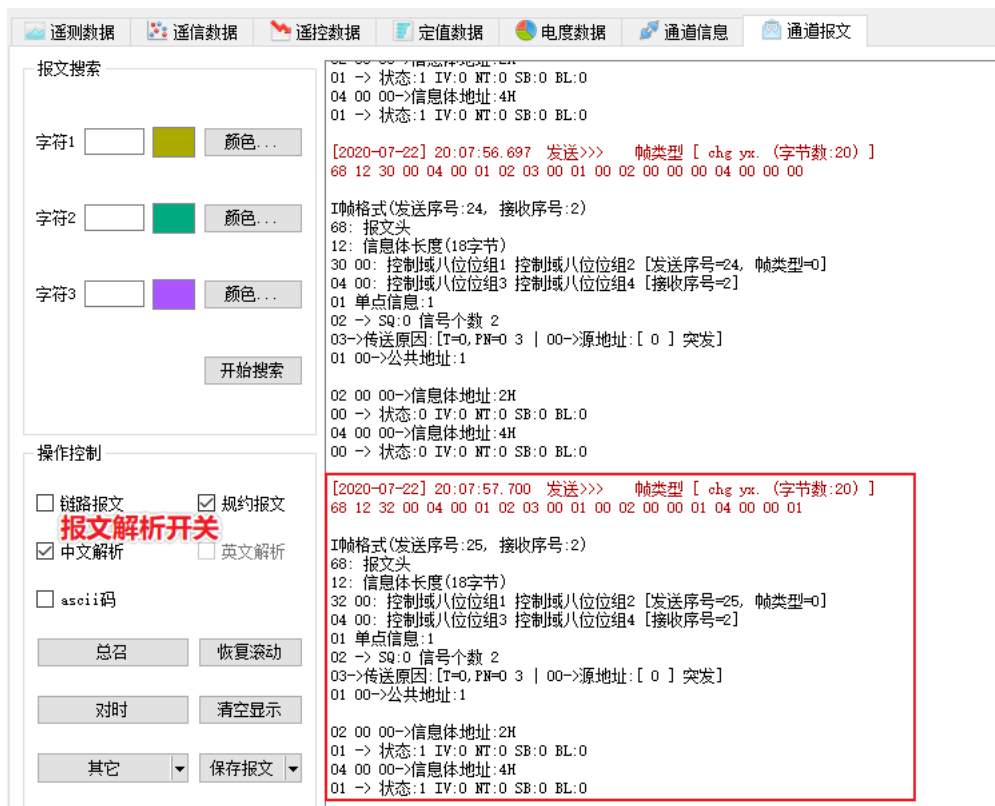 遥测数据 遥信数据 遥控数据 定值数据 电度数据 通道信息 通道报文
报文搜索
字符1 颜色...
字符2 颜色...
字符3 颜色...
开始搜索
操作控制
链路报文 规约报文
报文解析开关
中文解析 英文解析
ascii码
总召 恢复滚动
对时 清空显示
其它 保存报文
01 -> 状态:1 IV:0 NT:0 SB:0 BL:0
04 00 00->信息体地址:4H
01 -> 状态:1 IV:0 NT:0 SB:0 BL:0
[2020-07-22] 20:07:56.697 发送>>> 帧类型 [ chg yx. (字节数:20) ]
68 12 30 00 04 00 01 02 03 00 01 00 02 00 00 00 04 00 00 00
I帧格式(发送序号:24, 接收序号:2)
68: 报文头
12: 信息体长度(18字节)
30 00: 控制域八位位组1 控制域八位位组2 [发送序号=24, 帧类型=0]
04 00: 控制域八位位组3 控制域八位位组4 [接收序号=2]
01 单点信息:1
02 -> SQ:0 信号个数 2
03->传送原因:[T=0,PN=0 3 | 00->源地址:[ 0 ] 突发]
01 00->公共地址:1
02 00 00->信息体地址:2H
00 -> 状态:0 IV:0 NT:0 SB:0 BL:0
04 00 00->信息体地址:4H
00 -> 状态:0 IV:0 NT:0 SB:0 BL:0
[2020-07-22] 20:07:57.700 发送>>> 帧类型 [ chg yx. (字节数:20) ]
68 12 32 00 04 00 01 02 03 00 01 00 02 00 00 01 04 00 00 01
I帧格式(发送序号:25, 接收序号:2)
68: 报文头
12: 信息体长度(18字节)
32 00: 控制域八位位组1 控制域八位位组2 [发送序号=25, 帧类型=0]
04 00: 控制域八位位组3 控制域八位位组4 [接收序号=2]
01 单点信息:1
02 -> SQ:0 信号个数 2
03->传送原因:[T=0,PN=0 3 | 00->源地址:[ 0 ] 突发]
01 00->公共地址:1
02 00 00->信息体地址:2H
01 -> 状态:1 IV:0 NT:0 SB:0 BL:0
04 00 00->信息体地址:4H
01 -> 状态:1 IV:0 NT:0 SB:0 BL:0